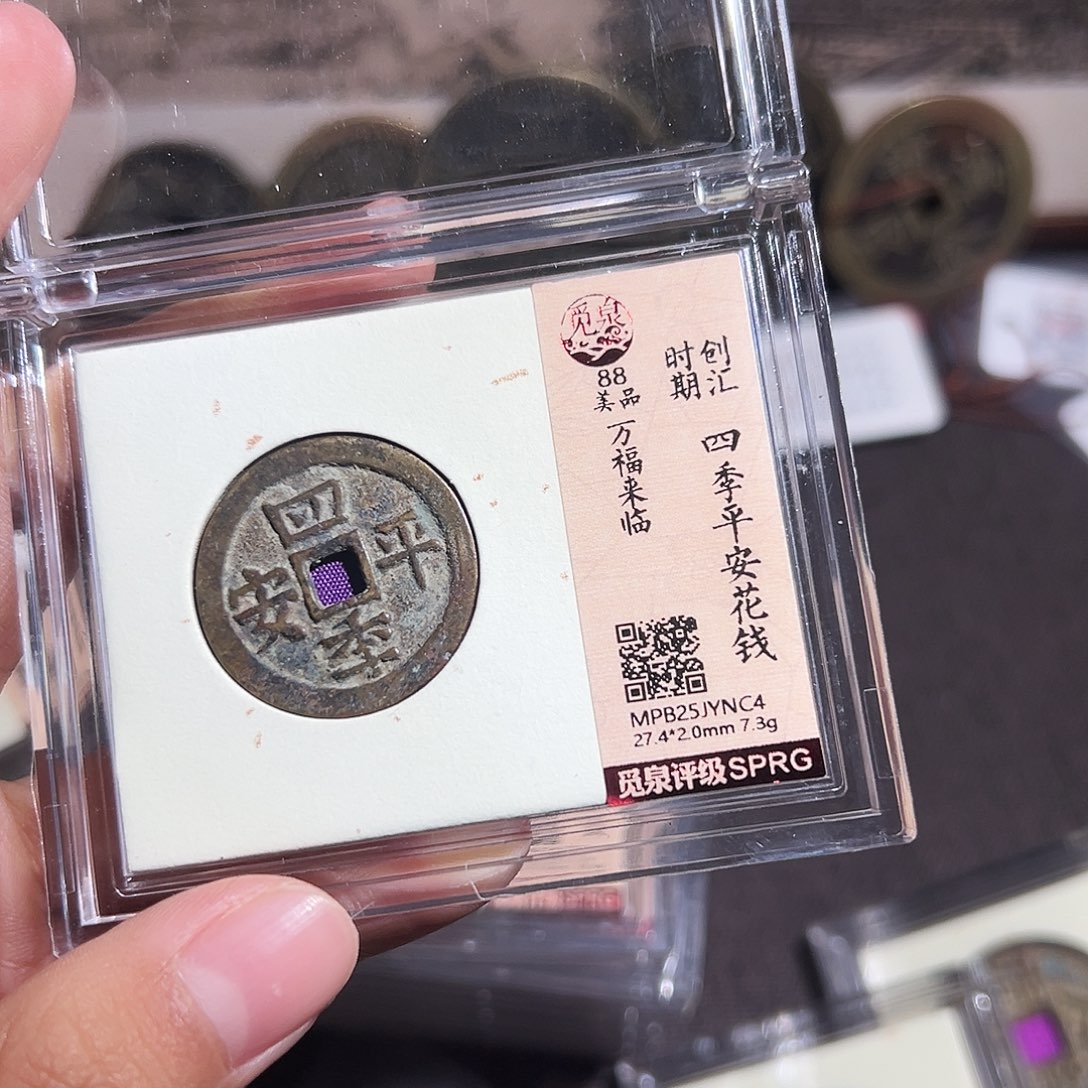 四季平安
觅泉
88
美品
万福来临
创汇时期
四季平安花钱
MPB25JYNC4
27.4*2.0mm 7.3g
觅泉评级SPRG